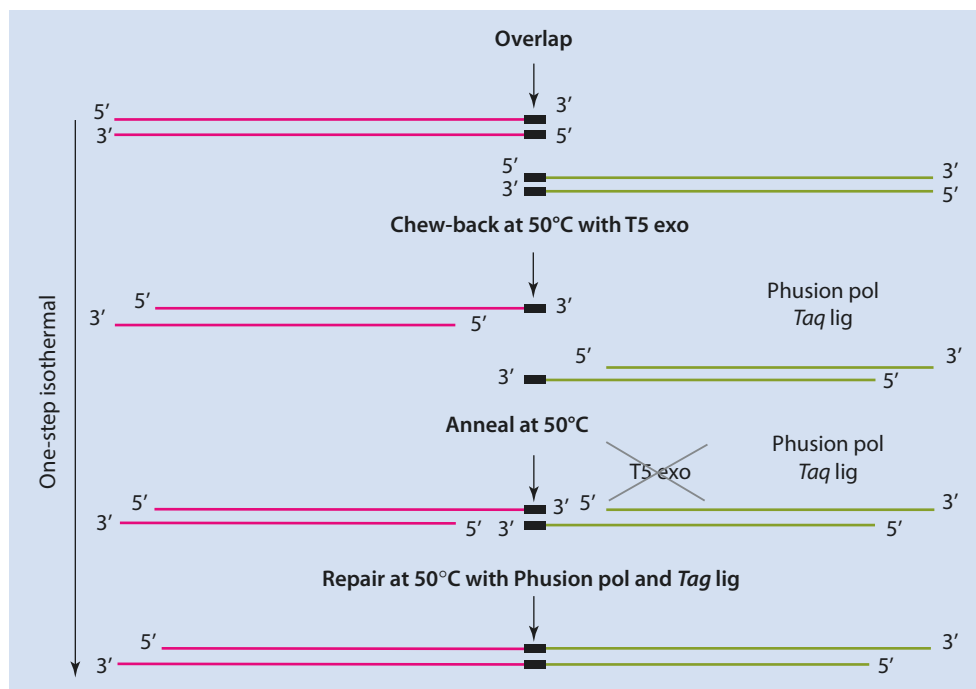 Overlap
5′ 3′
3′ 5′
5′ 3′
3′ 5′
Chew-back at 50°C with T5 exo
5′ 3′
3′ 5′
Phusion pol
Taq lig
5′ 3′
3′ 5′
Anneal at 50°C
T5 exo
Phusion pol
Taq lig
5′ 3′ 5′ 3′
3′ 5′ 3′ 5′
Repair at 50°C with Phusion pol and Tag lig
5′ 3′
3′ 5′
One-step isothermal